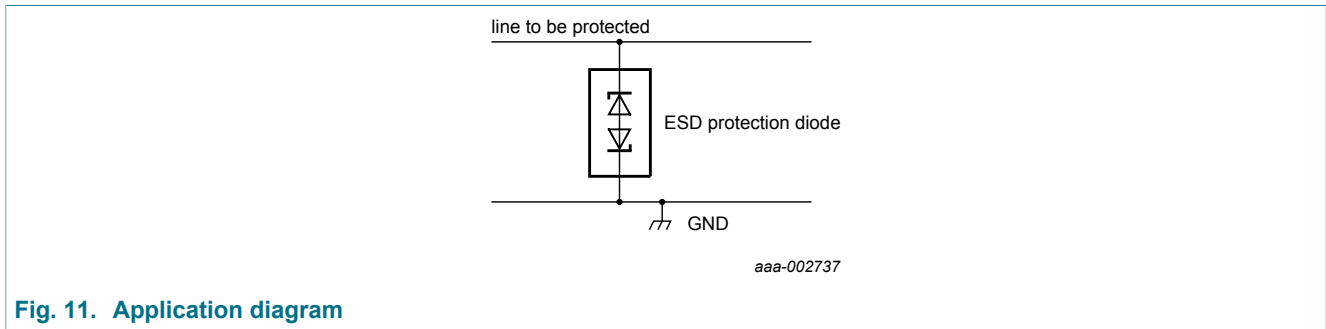 line to be protected
ESD protection diode
GND
aaa-002737
Fig. 11. Application diagram